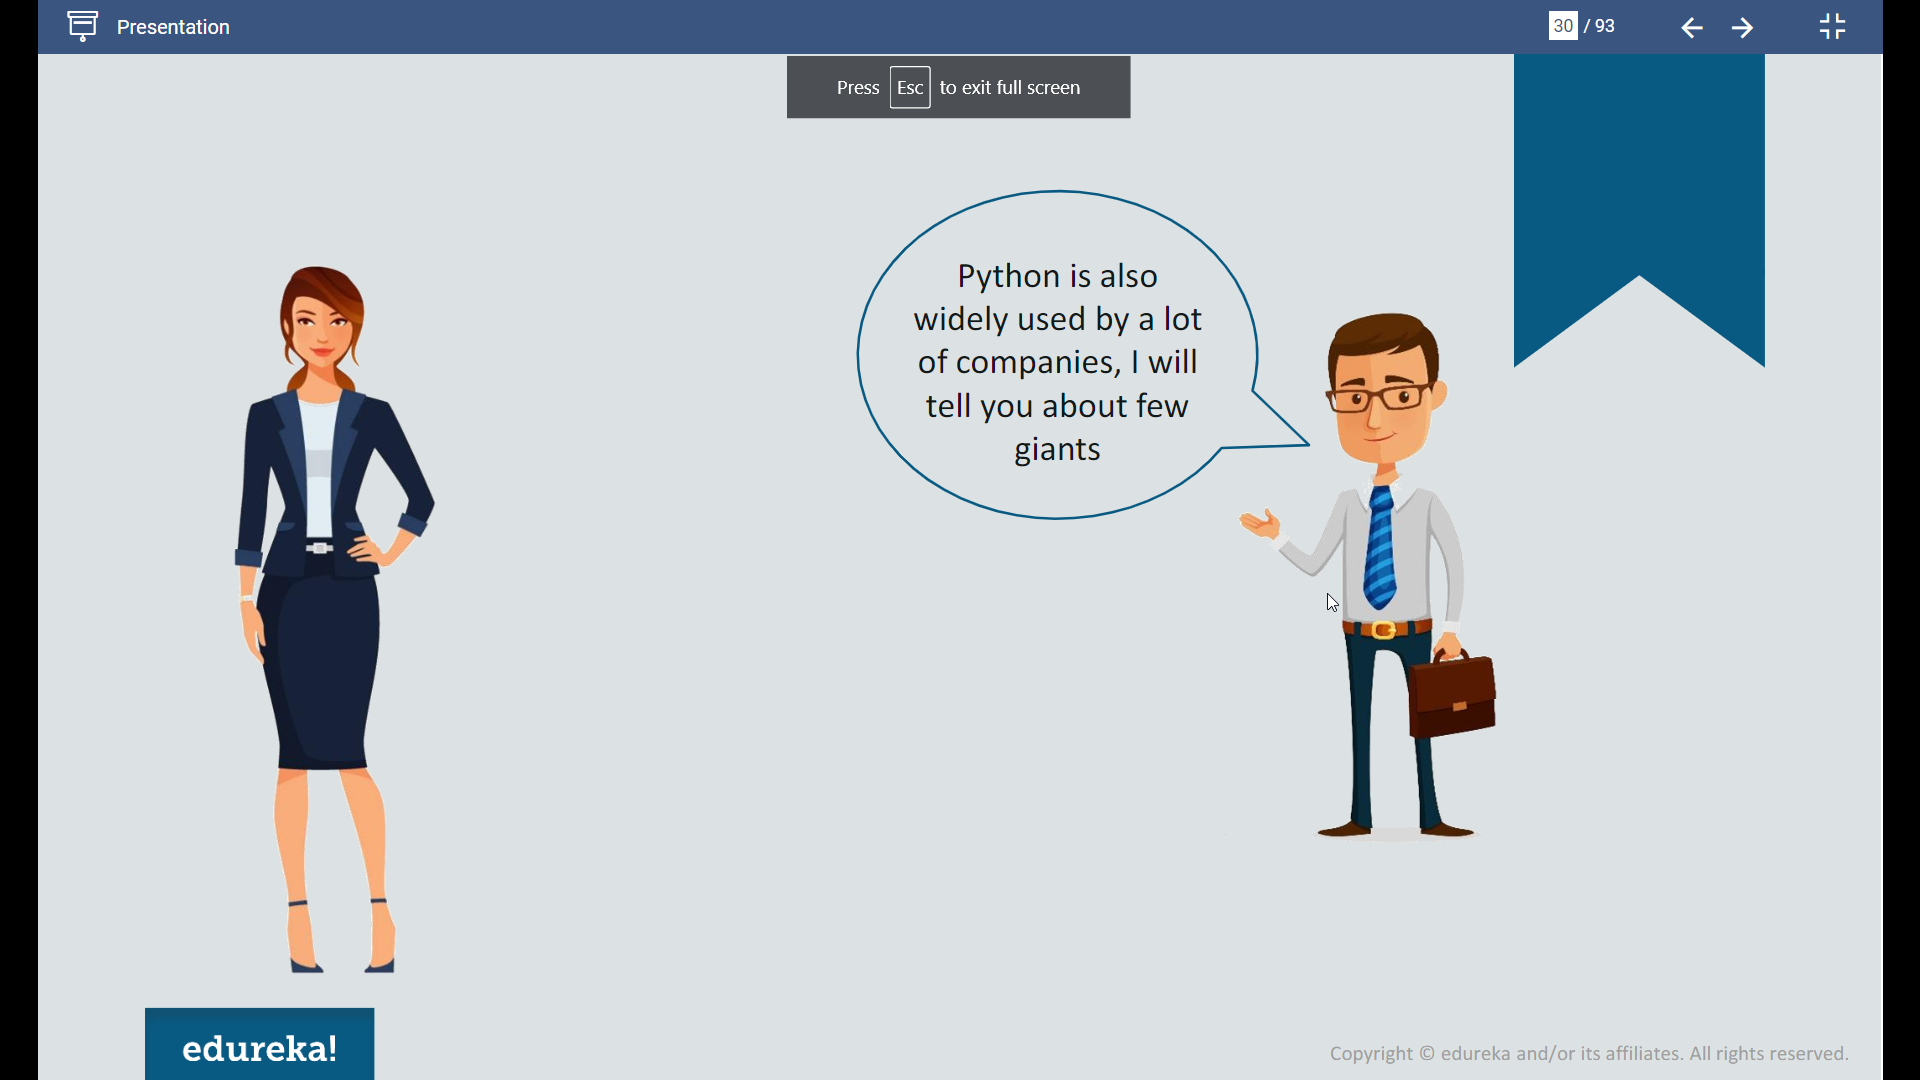 Presentation
30 / 93
Press Esc to exit full screen
Python is also
widely used by a lot
of companies, I will
tell you about few
giants
edureka!
Copyright © edureka and/or its affiliates. All rights reserved.